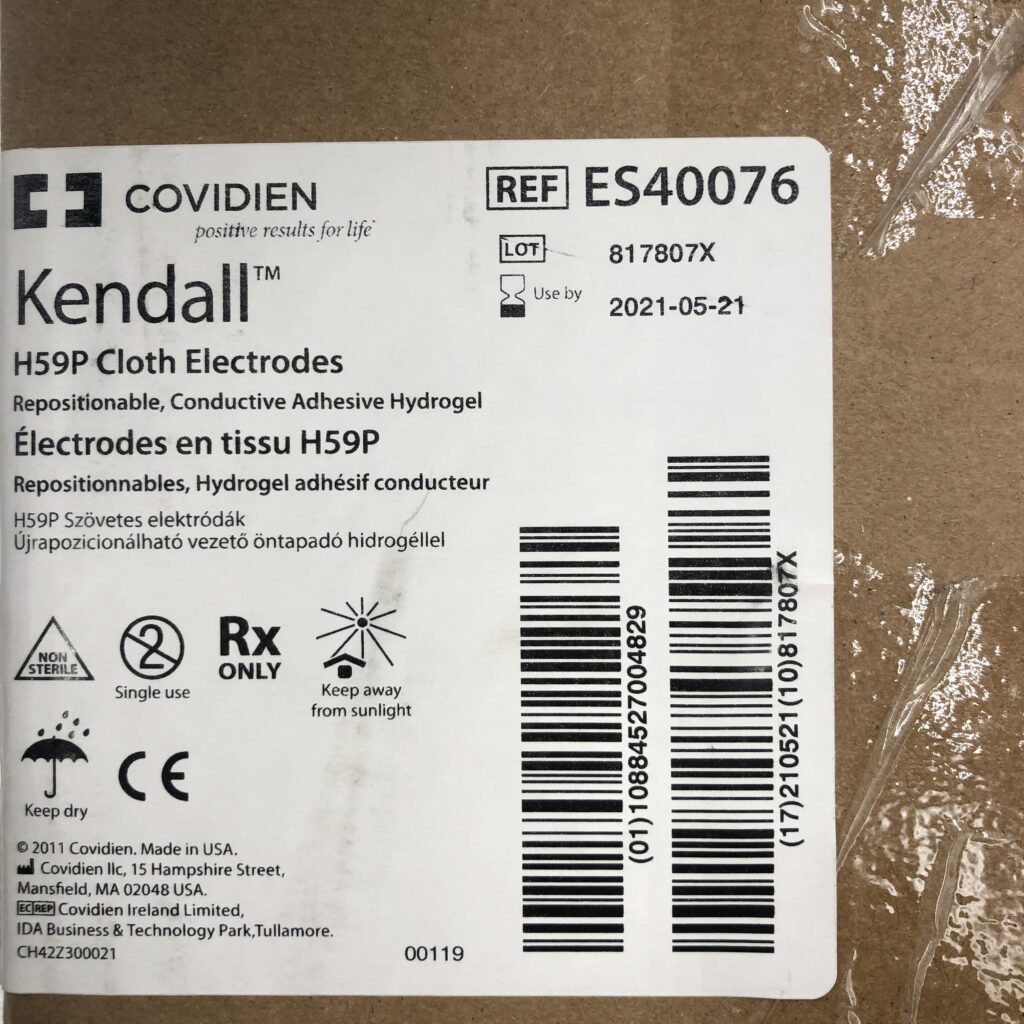 COVIDIEN
positive results for life
Kendall™
H59P Cloth Electrodes
Repositionable, Conductive Adhesive Hydrogel
Électrodes en tissu H59P
Repositionnables, Hydrogel adhésif conducteur
H59P Szövetes elektródák
Újrapozicionálható vezető öntapadó hidrogéllel
REF ES40076
LOT 817807X
Use by 2021-05-21
NON STERILE
2
Single use
Rx ONLY
Keep away
from sunlight
Keep dry
CE
© 2011 Covidien. Made in USA.
Covidien llc, 15 Hampshire Street,
Mansfield, MA 02048 USA.
EC REP Covidien Ireland Limited,
IDA Business & Technology Park,Tullamore.
CH42Z300021
00119
(01)10884527004829
(17)210521(10)817807X